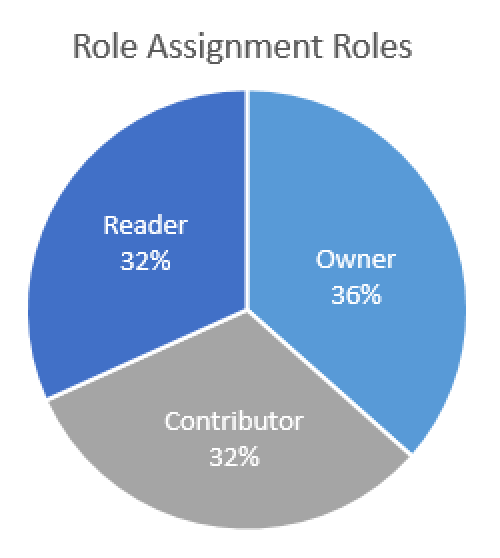 Role Assignment Roles
Reader
32%
Owner
36%
Contributor
32%